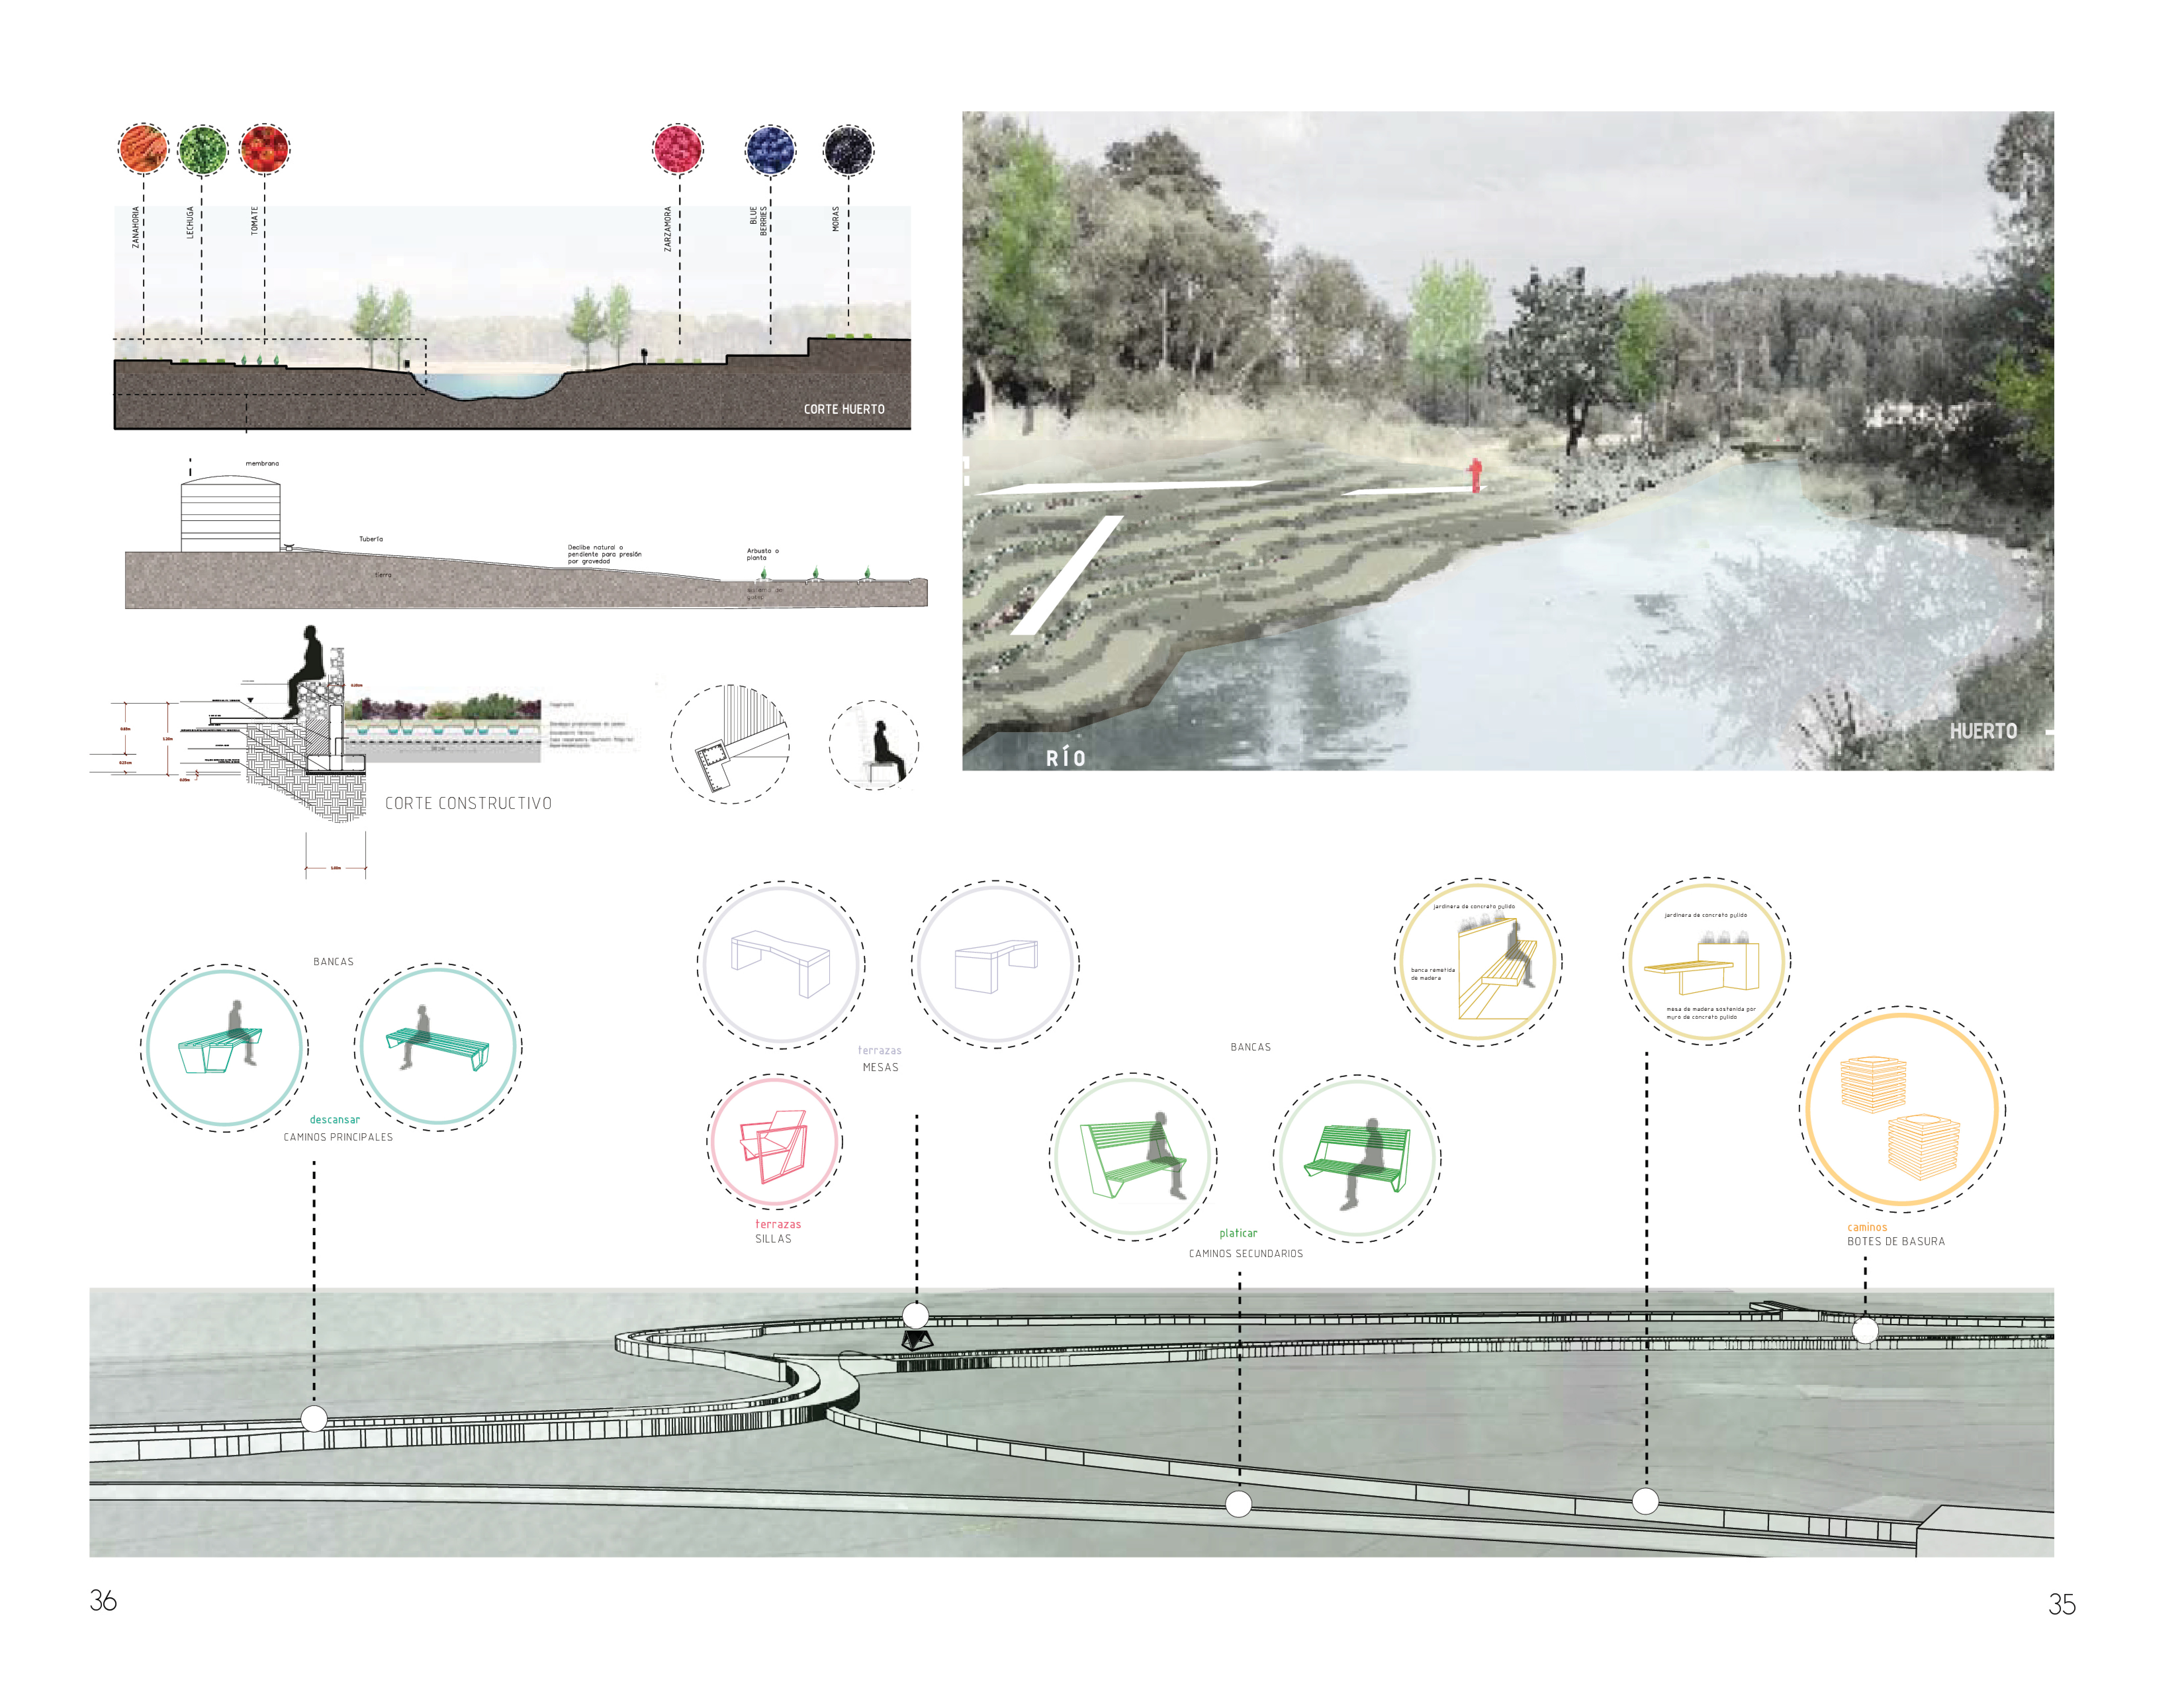 ZANAHORIA
LECHUGA
TOMATE
ZARZAMORA
BLUE
BERRIES
MORAS
CORTE HUERTO
membrana
Tubería
tierra
Declibe natural o
pendiente para presión
por gravedad
Arbusto o
planta
RÍO
HUERTO
CORTE CONSTRUCTIVO
1.00m
BANCAS
descansar
CAMINOS PRINCIPALES
terrazas
MESAS
terrazas
SILLAS
BANCAS
platicar
CAMINOS SECUNDARIOS
jardinera de concreto pulido
banca remetida
de madera
jardinera de concreto pulido
mesa de madera sostenida por
muro de concreto pulido
caminos
BOTES DE BASURA
36
35